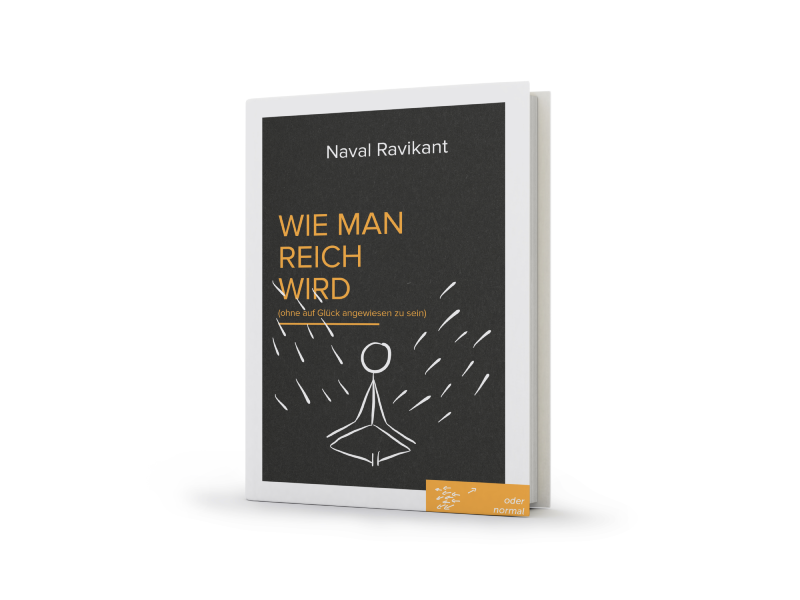 Naval Ravikant
WIE MAN
REICH
WIRD
(ohne auf Glück angewiesen zu sein)
oder
normal